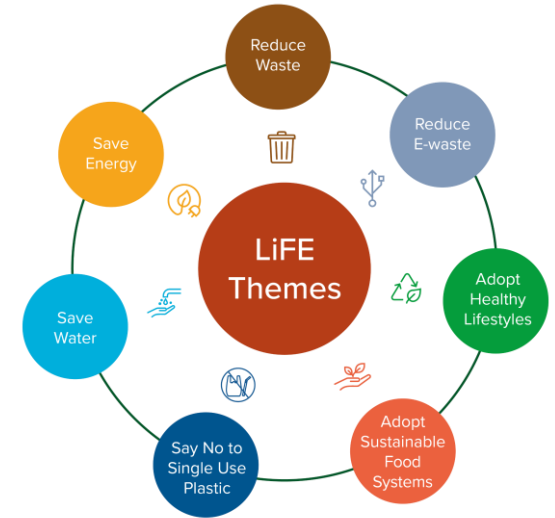 Reduce
Waste
Reduce
E-waste
Adopt
Healthy
Lifestyles
Adopt
Sustainable
Food
Systems
Say No to
Single Use
Plastic
Save
Water
Save
Energy
LiFE
Themes